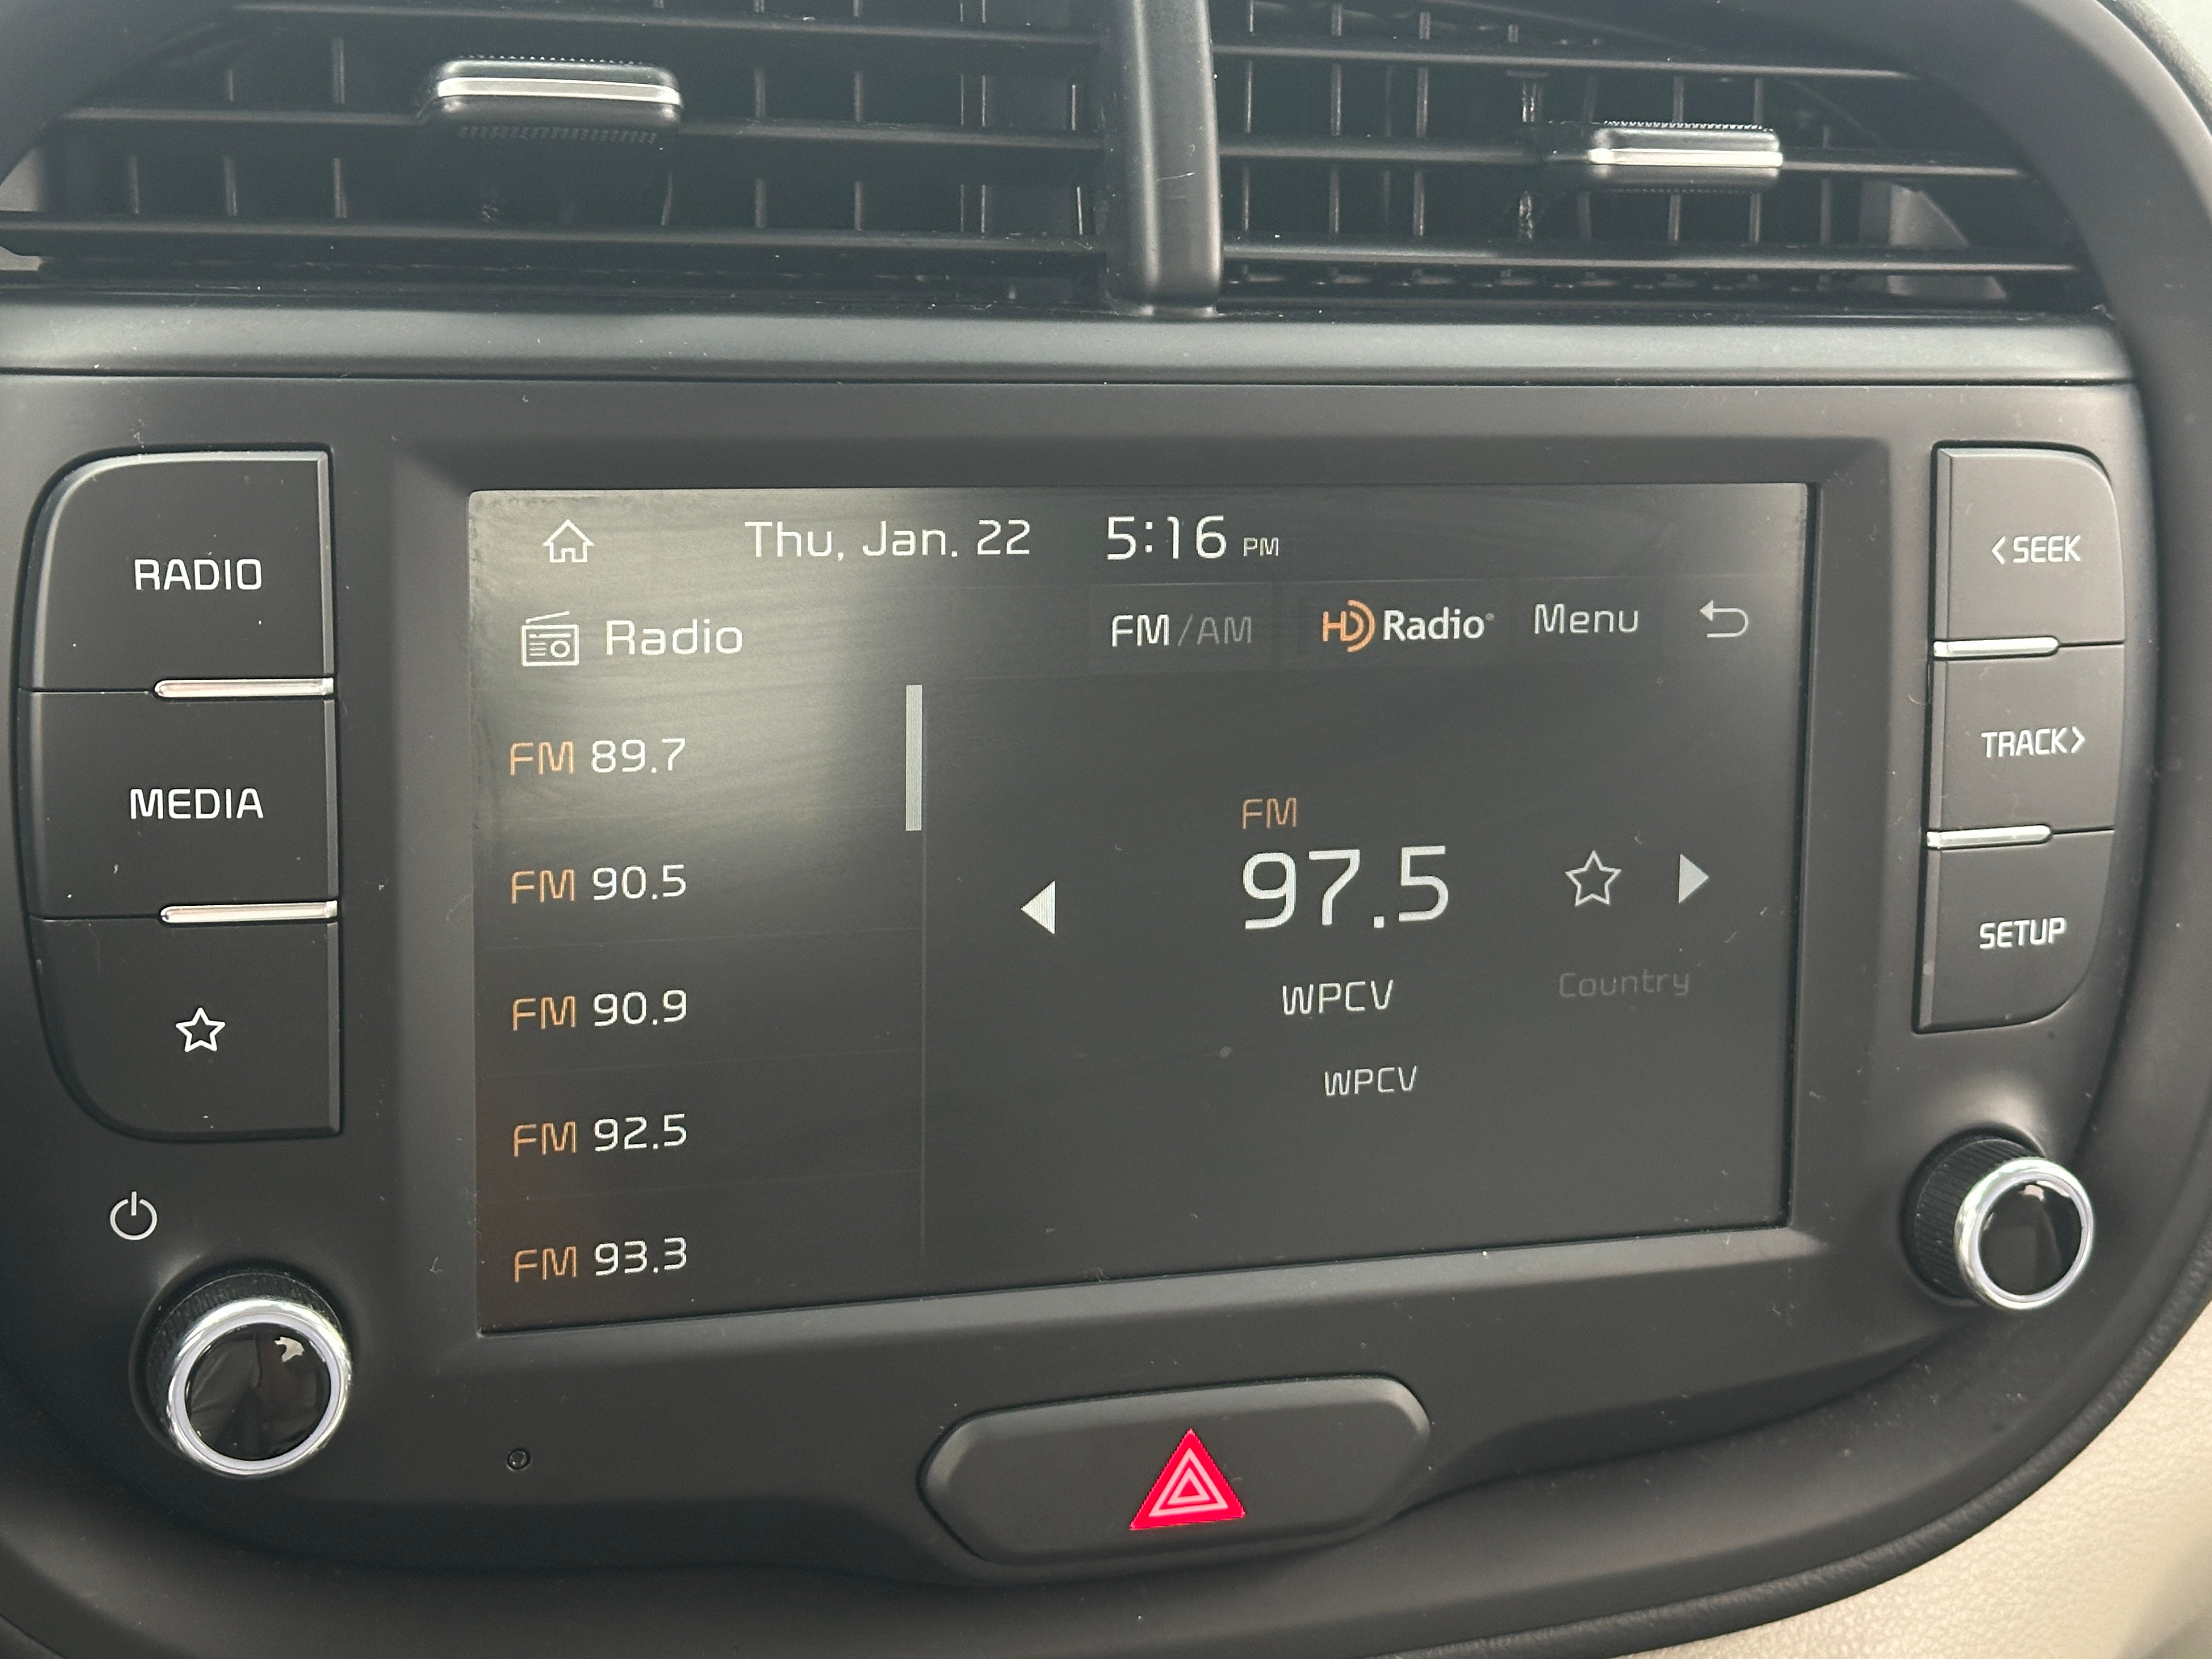 Thu, Jan. 22 5:16 PM
Radio FM/AM HD Radio Menu
FM 89.7
FM 90.5
FM 90.9
FM 92.5
FM 93.3
FM
97.5
WPCV
Country
WPCV
RADIO
MEDIA
<SEEK
TRACK>
SETUP